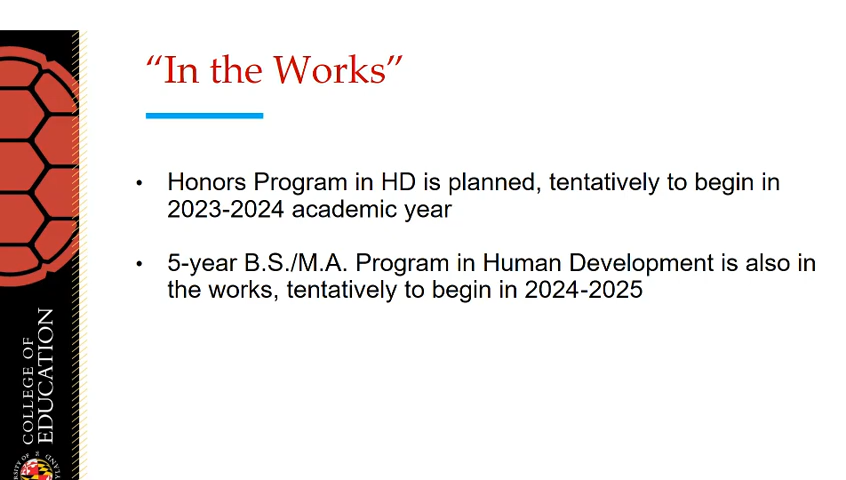 “In the Works”
• Honors Program in HD is planned, tentatively to begin in
2023-2024 academic year
• 5-year B.S./M.A. Program in Human Development is also in
the works, tentatively to begin in 2024-2025
COLLEGE OF
EDUCATION